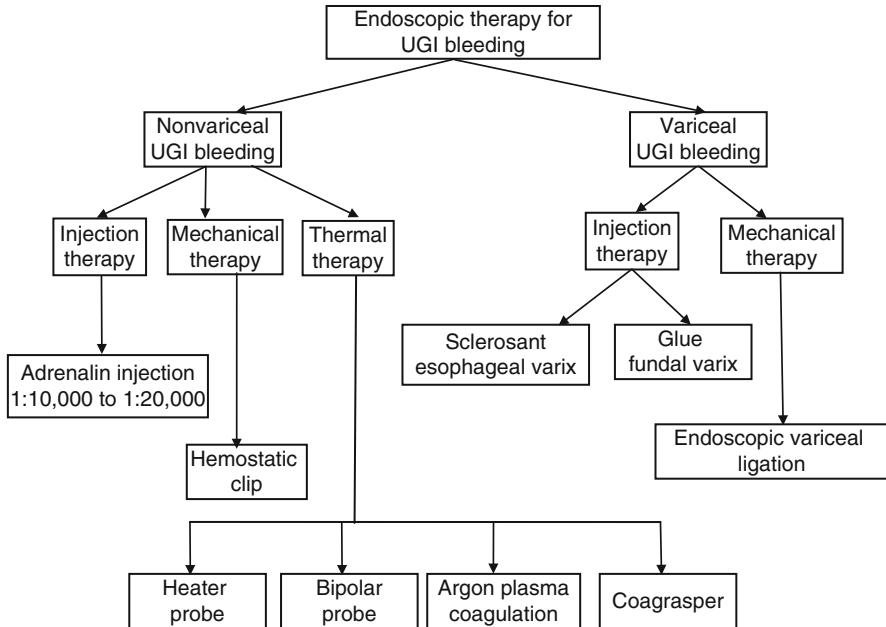 Endoscopic therapy for
UGI bleeding
Nonvariceal
UGI bleeding
Variceal
UGI bleeding
Injection
therapy
Mechanical
therapy
Thermal
therapy
Injection
therapy
Mechanical
therapy
Sclerosant
esophageal varix
Glue
fundal varix
Adrenalin injection
1:10,000 to 1:20,000
Endoscopic variceal
ligation
Hemostatic
clip
Heater
probe
Bipolar
probe
Argon plasma
coagulation
Coagrasper